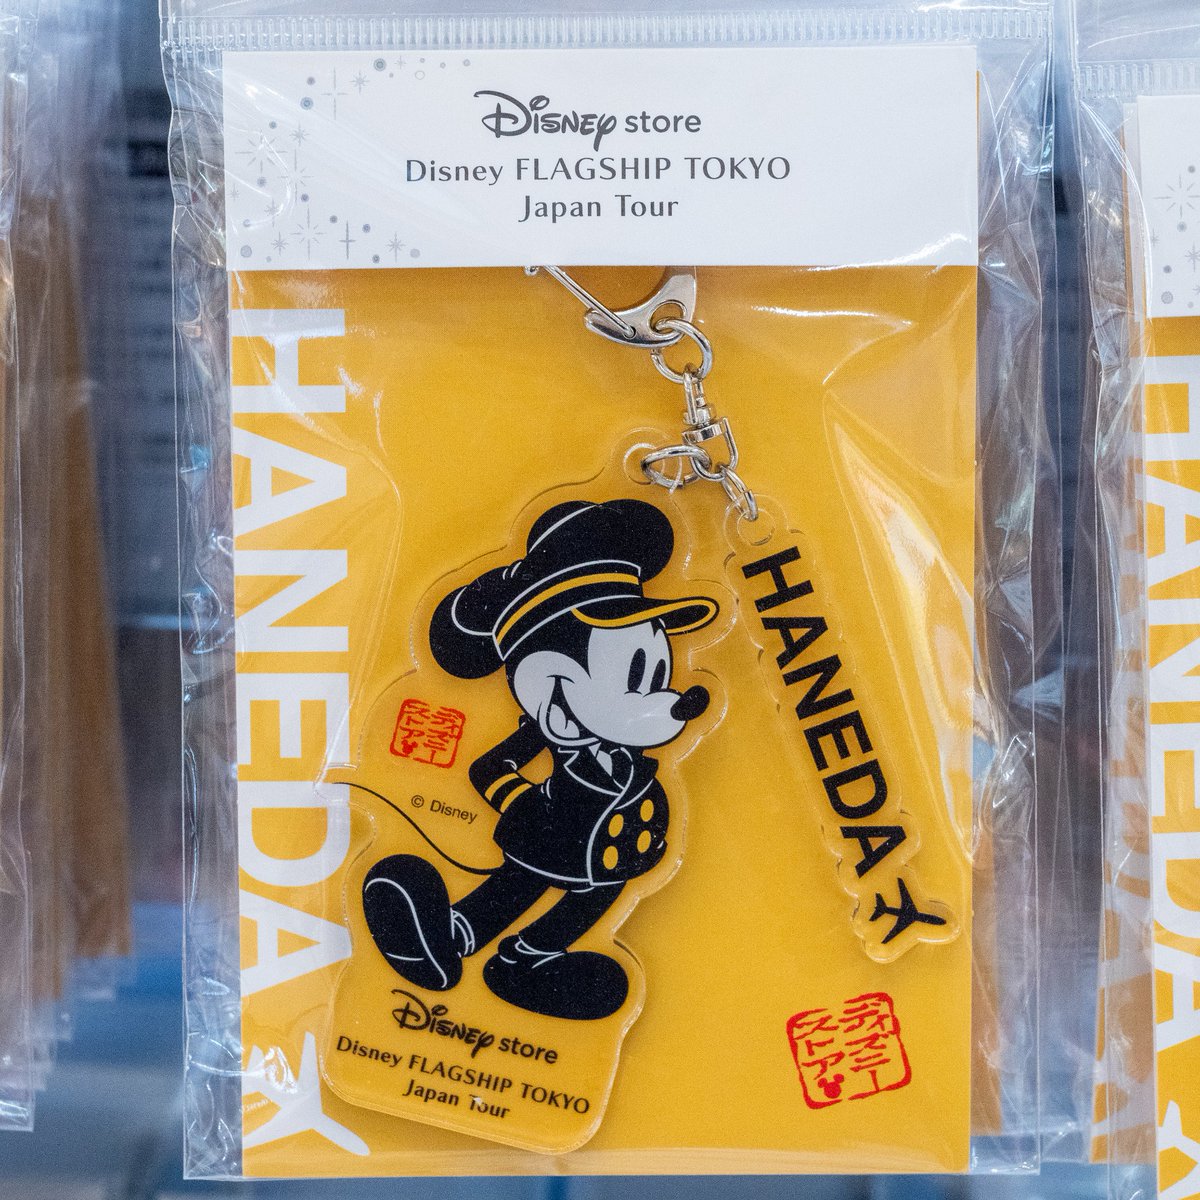 Disney store
Disney FLAGSHIP TOKYO
Japan Tour
HANEDA
HANEDA
ディズニー
ストア
© Disney
Disney store
Disney FLAGSHIP TOKYO
Japan Tour
ディズニー
ストア
HANEDA